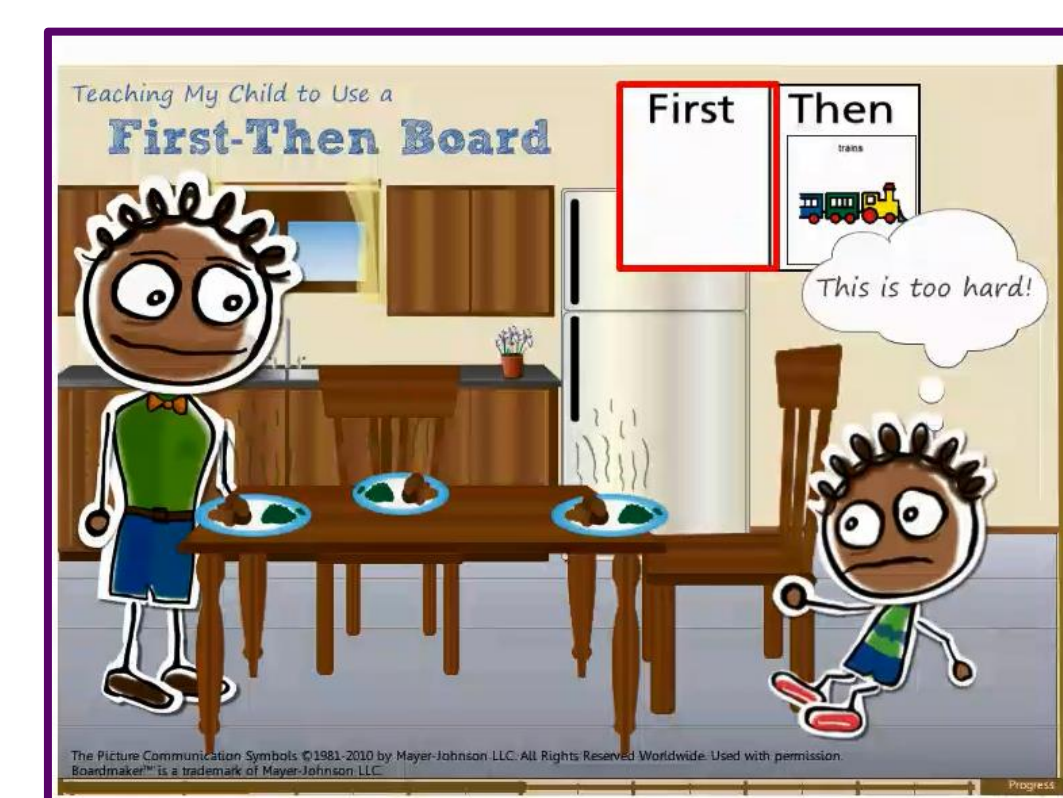 Teaching My Child to Use a
First-Then Board
First
Then
trains
This is too hard!
The Picture Communication Symbols ©1981-2010 by Mayer-Johnson LLC. All Rights Reserved Worldwide. Used with permission.
Boardmaker™ is a trademark of Mayer-Johnson LLC.
Progress